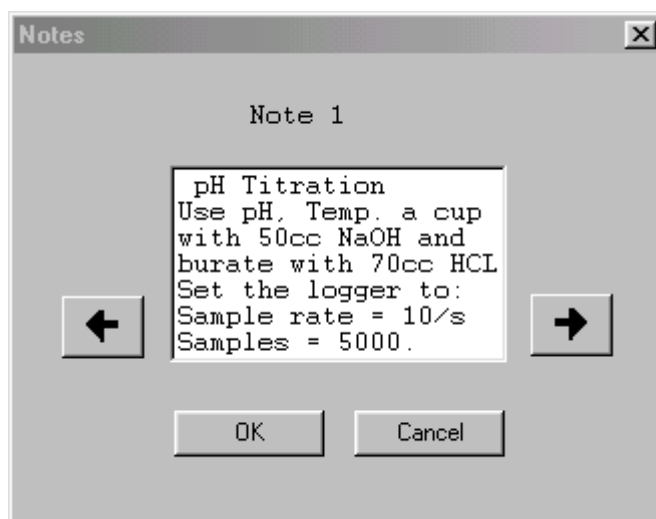 Notes
Note 1
pH Titration
Use pH, Temp. a cup
with 50cc NaOH and
burate with 70cc HCL
Set the logger to:
Sample rate = 10/s
Samples = 5000.
OK
Cancel